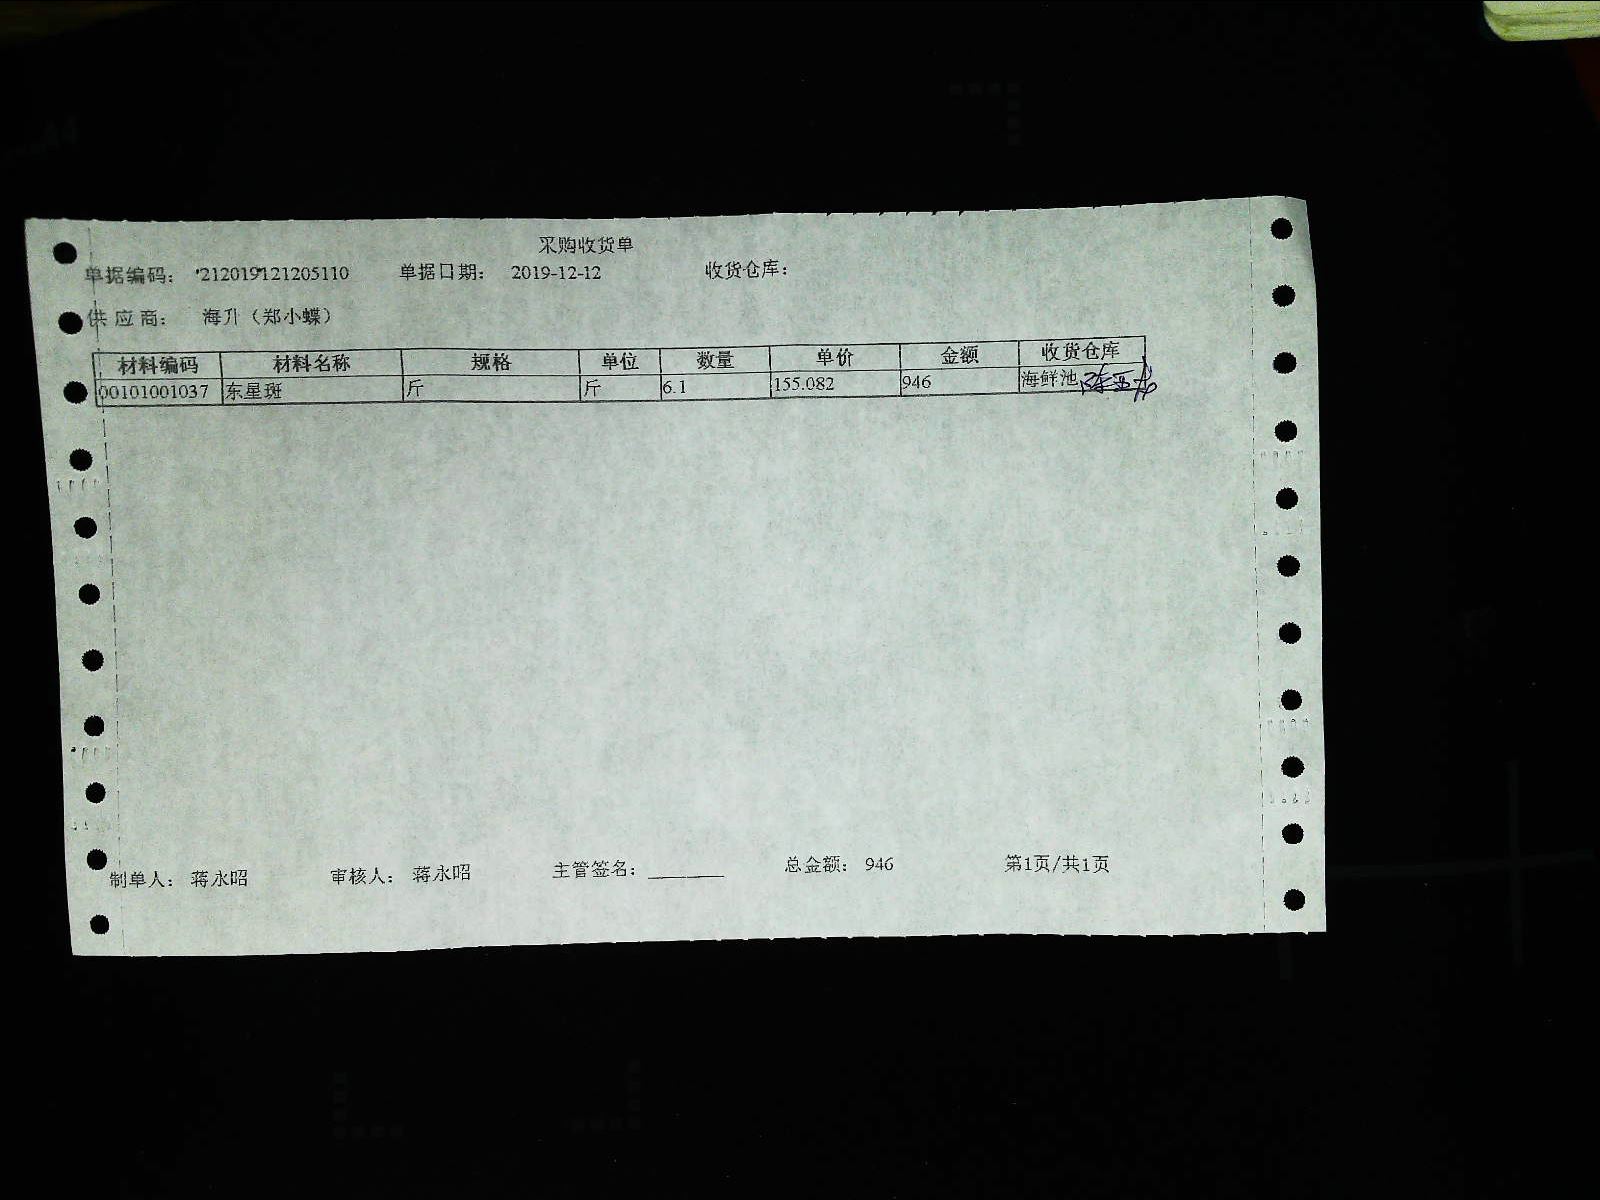 采购收货单
单据编码： 212019121205110 单据日期： 2019-12-12 收货仓库：
供应商： 海升（郑小蝶）
材料编码 材料名称 规格 单位 数量 单价 金额 收货仓库
00101001037 东星斑 斤 斤 6.1 155.082 946 海鲜池
制单人： 蒋永昭 审核人： 蒋永昭 主管签名：________ 总金额： 946 第1页/共1页